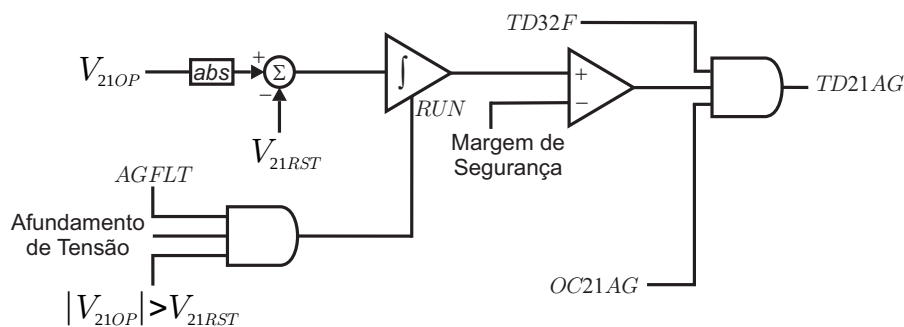 TD32F
V21OP
abs
+
Σ
−
∫
RUN
+
−
TD21AG
V21RST
Margem de
Segurança
AGFLT
Afundamento
de Tensão
OC21AG
|V21OP|>V21RST